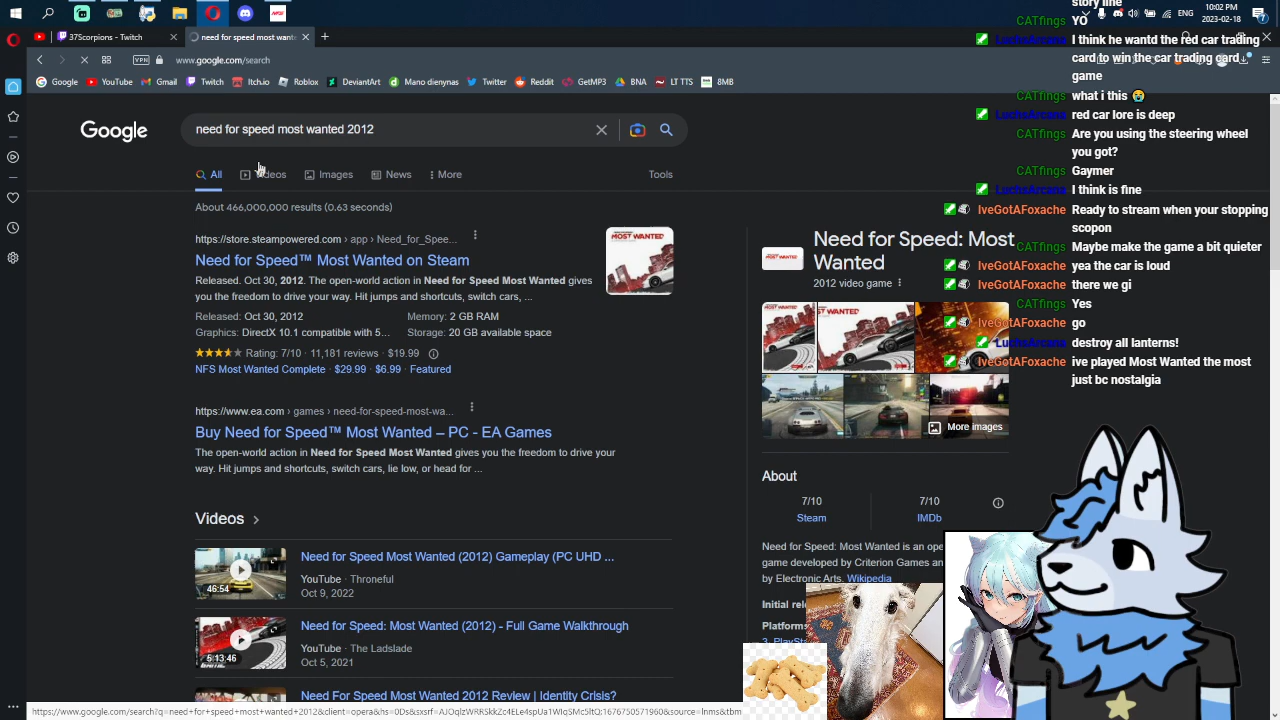 ENG
10:02 PM
2023-02-18
37Scorpions - Twitch
need for speed most want
VPN
www.google.com/search
Google
YouTube
Gmail
Twitch
Itch.io
Roblox
DeviantArt
Mano dienynas
Twitter
Reddit
GetMP3
BNA
LT TTS
8MB
Google
need for speed most wanted 2012
All
Videos
Images
News
More
Tools
About 466,000,000 results (0.63 seconds)
https://store.steampowered.com › app › Need_for_Spee...
Need for Speed™ Most Wanted on Steam
Released. Oct 30, 2012. The open-world action in Need for Speed Most Wanted gives
you the freedom to drive your way. Hit jumps and shortcuts, switch cars, ...
Released: Oct 30, 2012
Memory: 2 GB RAM
Graphics: DirectX 10.1 compatible with 5...
Storage: 20 GB available space
Rating: 7/10 · 11,181 reviews · $19.99
NFS Most Wanted Complete · $29.99 · $6.99 · Featured
https://www.ea.com › games › need-for-speed-most-wa...
Buy Need for Speed™ Most Wanted – PC - EA Games
The open-world action in Need for Speed Most Wanted gives you the freedom to drive your
way. Hit jumps and shortcuts, switch cars, lie low, or head for ...
Videos
Need for Speed Most Wanted (2012) Gameplay (PC UHD ...
YouTube · Throneful
Oct 9, 2022
46:54
Need for Speed: Most Wanted (2012) - Full Game Walkthrough
YouTube · The Ladslade
Oct 5, 2021
5:13:46
Need For Speed Most Wanted 2012 Review | Identity Crisis?
Need for Speed: Most
Wanted
2012 video game
More images
About
7/10
Steam
7/10
IMDb
Need for Speed: Most Wanted is an ope
game developed by Criterion Games an
by Electronic Arts. Wikipedia
Initial rel
Platforms
3, PlaySt
story line
CATfings YO
LuchsArcana I think he wantd the red car trading
card to win the car trading card
game
CATfings what i this 😭
LuchsArcana red car lore is deep
CATfings Are you using the steering wheel
you got?
CATfings Gaymer
LuchsArcana I think is fine
IveGotAFoxache Ready to stream when your stopping
scopon
CATfings Maybe make the game a bit quieter
IveGotAFoxache yea the car is loud
IveGotAFoxache there we gi
CATfings Yes
IveGotAFoxache go
LuchsArcana destroy all lanterns!
IveGotAFoxache ive played Most Wanted the most
just bc nostalgia